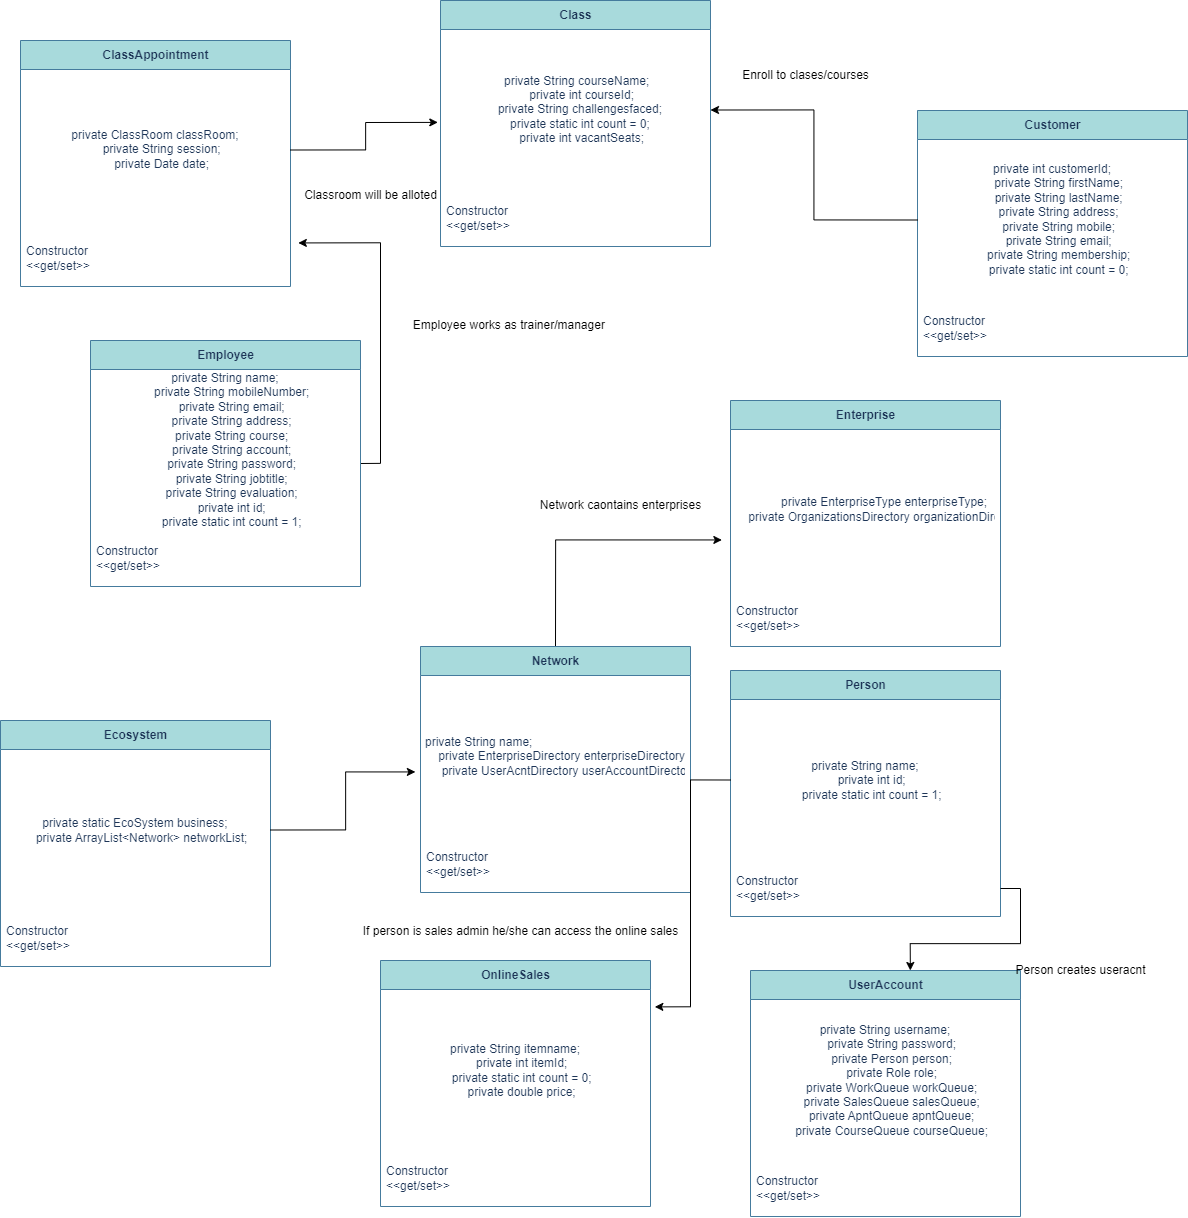 Class
private String courseName;
private int courseId;
private String challengesfaced;
private static int count = 0;
private int vacantSeats;
Constructor
<<get/set>>
ClassAppointment
private ClassRoom classRoom;
private String session;
private Date date;
Constructor
<<get/set>>
Classroom will be alloted
Enroll to clases/courses
Customer
private int customerId;
private String firstName;
private String lastName;
private String address;
private String mobile;
private String email;
private String membership;
private static int count = 0;
Constructor
<<get/set>>
Employee works as trainer/manager
Employee
private String name;
private String mobileNumber;
private String email;
private String address;
private String course;
private String account;
private String password;
private String jobtitle;
private String evaluation;
private int id;
private static int count = 1;
Constructor
<<get/set>>
Enterprise
private EnterpriseType enterpriseType;
private OrganizationsDirectory organizationDir
Constructor
<<get/set>>
Network caontains enterprises
Network
private String name;
private EnterpriseDirectory enterpriseDirectory
private UserAcntDirectory userAccountDirectc
Constructor
<<get/set>>
Person
private String name;
private int id;
private static int count = 1;
Constructor
<<get/set>>
Ecosystem
private static EcoSystem business;
private ArrayList<Network> networkList;
Constructor
<<get/set>>
If person is sales admin he/she can access the online sales
OnlineSales
private String itemname;
private int itemId;
private static int count = 0;
private double price;
Constructor
<<get/set>>
Person creates useracnt
UserAccount
private String username;
private String password;
private Person person;
private Role role;
private WorkQueue workQueue;
private SalesQueue salesQueue;
private ApntQueue apntQueue;
private CourseQueue courseQueue;
Constructor
<<get/set>>